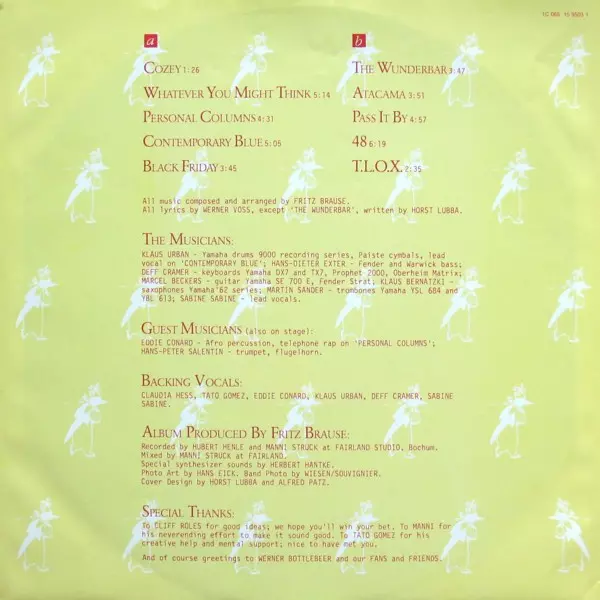 1C 066 15 9503 1
a
COZEY 1:26
WHATEVER YOU MIGHT THINK 5:14
PERSONAL COLUMNS 4:31
CONTEMPORARY BLUE 5:05
BLACK FRIDAY 3:45
b
THE WUNDERBAR 3:47
ATACAMA 3:51
PASS IT BY 4:57
48 6:19
T.L.O.X. 2:35
All music composed and arranged by FRITZ BRAUSE.
All lyrics by WERNER VOSS, except 'THE WUNDERBAR', written by HORST LUBBA.
THE MUSICIANS:
KLAUS URBAN - Yamaha drums 9000 recording series, Paiste cymbals, lead
vocal on 'CONTEMPORARY BLUE'; HANS-DIETER EXTER - Fender and Warwick bass;
DEFF CRAMER - keyboards Yamaha DX7 and TX7, Prophet 2000, Oberheim Matrix;
MARCEL BECKERS - guitar Yamaha SE 700 E, Fender Strat; KLAUS BERNATZKI -
saxophones Yamaha'62 series; MARTIN SANDER - trombones Yamaha YSL 684 and
YBL 613; SABINE SABINE - lead vocals.
GUEST MUSICIANS (also on stage):
EDDIE CONARD - Afro percussion, telephone rap on 'PERSONAL COLUMNS';
HANS-PETER SALENTIN - trumpet, flugelhorn.
BACKING VOCALS:
CLAUDIA HESS, TATO GOMEZ, EDDIE CONARD, KLAUS URBAN, DEFF CRAMER, SABINE
SABINE.
ALBUM PRODUCED BY FRITZ BRAUSE:
Recorded by HUBERT HENLE and MANNI STRUCK at FAIRLAND STUDIO, Bochum.
Mixed by MANNI STRUCK at FAIRLAND.
Special synthesizer sounds by HERBERT HANTKE.
Photo Art by HANS EICK. Band Photo by WIESEN/SOUVIGNIER.
Cover Design by HORST LUBBA and ALFRED PATZ.
SPECIAL THANKS:
To CLIFF ROLES for good ideas; we hope you'll win your bet. To MANNI for
his neverending effort to make it sound good. To TATO GOMEZ for his
creative help and mental support; nice to have met you.
And of course greetings to WERNER BOTTLEBEER and our FANS and FRIENDS.